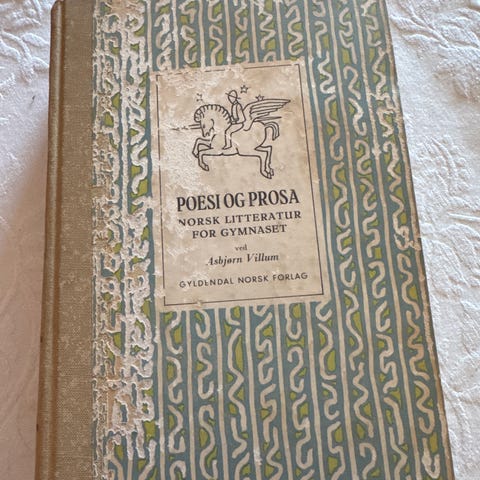 POESI OG PROSA
NORSK LITTERATUR
FOR GYMNASET
ved
Asbjørn Villum
GYLDENDAL NORSK FORLAG